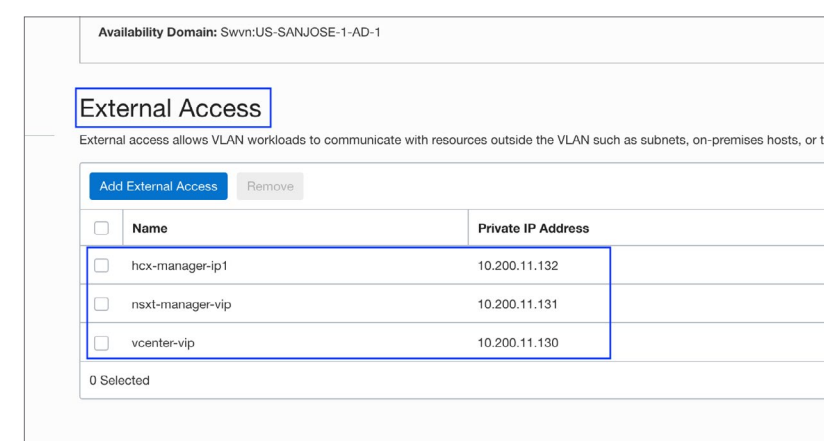 Availability Domain: Swvn:US-SANJOSE-1-AD-1
External Access
External access allows VLAN workloads to communicate with resources outside the VLAN such as subnets, on-premises hosts, or t
Add External Access Remove
Name Private IP Address
hcx-manager-ip1 10.200.11.132
nsxt-manager-vip 10.200.11.131
vcenter-vip 10.200.11.130
0 Selected